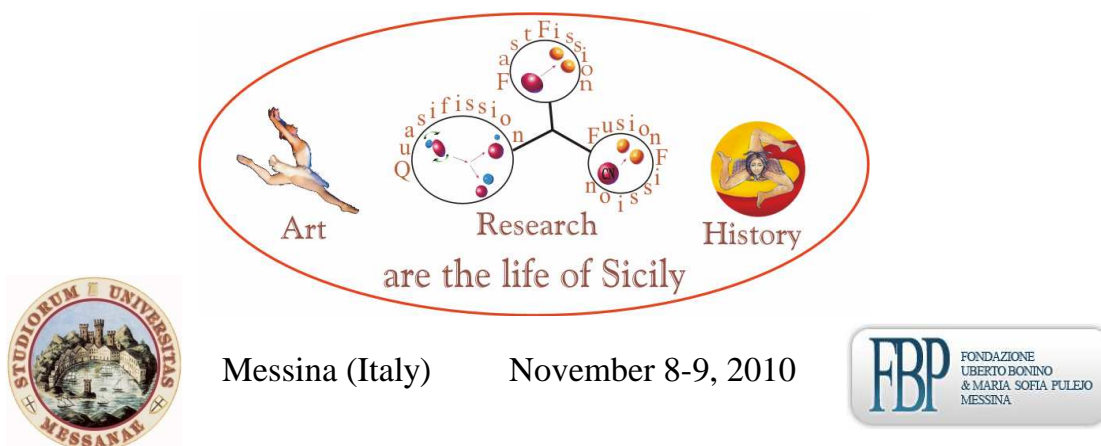 Fast Fission
Quasifission
Fusion Fission
CN
Art
Research
History
are the life of Sicily
STUDIORUM UNIVERSITAS MESSANAE
Messina (Italy) November 8-9, 2010
FBP
FONDAZIONE
UBERTO BONINO
& MARIA SOFIA PULEJO
MESSINA